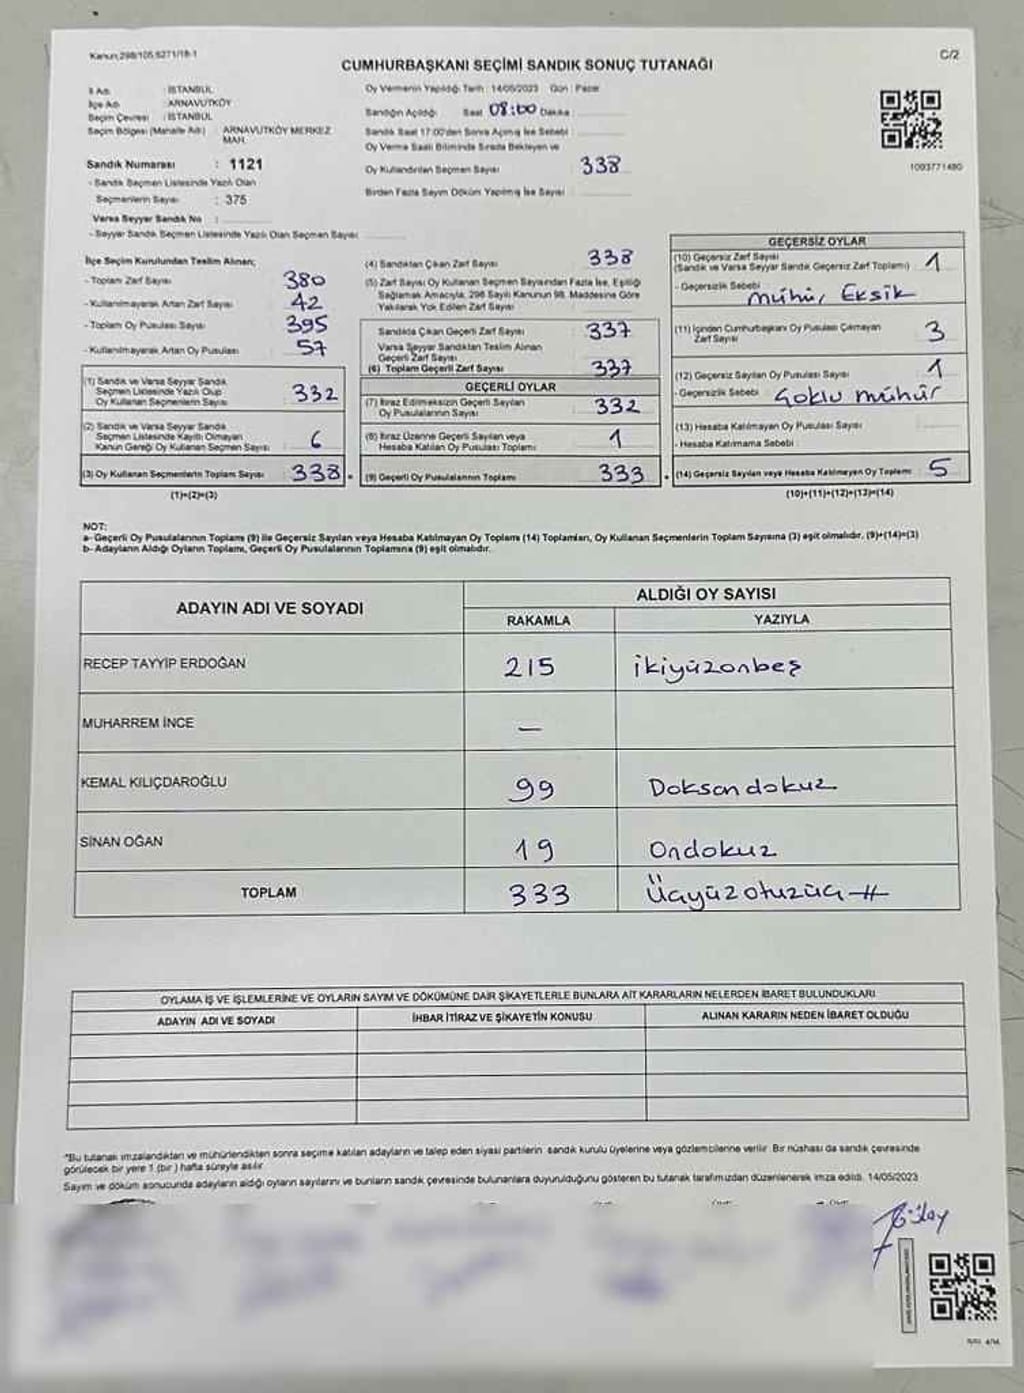 Kanun;298/105,6271/18-1
C/2
CUMHURBAŞKANI SEÇİMİ SANDIK SONUÇ TUTANAĞI
İl Adı : İSTANBUL
İlçe Adı : ARNAVUTKÖY
Seçim Çevresi : İSTANBUL
Seçim Bölgesi (Mahalle Adı) : ARNAVUTKÖY MERKEZ MAH.
Sandık Numarası : 1121
- Sandık Seçmen Listesinde Yazılı Olan
Seçmenlerin Sayısı : 375
Varsa Seyyar Sandık No :
- Seyyar Sandık Seçmen Listesinde Yazılı Olan Seçmen Sayısı
Oy Vermenin Yapıldığı Tarih : 14/05/2023 Gün : Pazar
Sandığın Açıldığı Saat 08:00 Dakika :
Sandık Saat 17:00'den Sonra Açılmış İse Sebebi :
Oy Verme Saati Bitiminde Sırada Bekleyen ve
Oy Kullandırılan Seçmen Sayısı 338
Birden Fazla Sayım Döküm Yapılmış İse Sayısı
1003771480
İlçe Seçim Kurulundan Teslim Alınan;
- Toplam Zarf Sayısı 380
- Kullanılmayarak Artan Zarf Sayısı 42
- Toplam Oy Pusulası Sayısı 395
- Kullanılmayarak Artan Oy Pusulası 57
(1) Sandık ve Varsa Seyyar Sandık
Seçmen Listesinde Yazılı Olup
Oy Kullanan Seçmenlerin Sayısı 332
(2) Sandık ve Varsa Seyyar Sandık
Seçmen Listesinde Kayıtlı Olmayan
Kanun Gereği Oy Kullanan Seçmen Sayısı 6
(3) Oy Kullanan Seçmenlerin Toplam Sayısı 338
(1)+(2)=(3)
(4) Sandıktan Çıkan Zarf Sayısı 338
(5) Zarf Sayısı Oy Kullanan Seçmen Sayısından Fazla İse, Eşitliği
Sağlamak Amacıyla, 298 Sayılı Kanunun 98. Maddesine Göre
Yakılarak Yok Edilen Zarf Sayısı
Sandıkta Çıkan Geçerli Zarf Sayısı 337
Varsa Seyyar Sandıktan Teslim Alınan
Geçerli Zarf Sayısı
(6) Toplam Geçerli Zarf Sayısı 337
GEÇERLİ OYLAR
(7) İtiraz Edilmeksizin Geçerli Sayılan
Oy Pusulalarının Sayısı 332
(8) İtiraz Üzerine Geçerli Sayılan veya
Hesaba Katılan Oy Pusulası Toplamı 1
(9) Geçerli Oy Pusulalarının Toplamı 333
GEÇERSİZ OYLAR
(10) Geçersiz Zarf Sayısı
(Sandık ve Varsa Seyyar Sandık Geçersiz Zarf Toplamı) 1
- Geçersizlik Sebebi mühür Eksik
(11) İçinden Cumhurbaşkanı Oy Pusulası Çıkmayan
Zarf Sayısı 3
(12) Geçersiz Sayılan Oy Pusulası Sayısı 1
- Geçersizlik Sebebi Çoklu mühür
(13) Hesaba Katılmayan Oy Pusulası Sayısı
- Hesaba Katılmama Sebebi :
(14) Geçersiz Sayılan veya Hesaba Katılmayan Oy Toplamı 5
(10)+(11)+(12)+(13)=(14)
NOT:
a- Geçerli Oy Pusulalarının Toplamı (9) ile Geçersiz Sayılan veya Hesaba Katılmayan Oy Toplamı (14) Toplamları, Oy Kullanan Seçmenlerin Toplam Sayısına (3) eşit olmalıdır. (9)+(14)=(3)
b- Adayların Aldığı Oyların Toplamı, Geçerli Oy Pusulalarının Toplamına (9) eşit olmalıdır.
ADAYIN ADI VE SOYADI
ALDIĞI OY SAYISI
RAKAMLA YAZIYLA
RECEP TAYYİP ERDOĞAN 215 ikiyüzonbeş
MUHARREM İNCE —
KEMAL KILIÇDAROĞLU 99 Doksandokuz
SİNAN OĞAN 19 Ondokuz
TOPLAM 333 Üçyüzotuzüç #
OYLAMA İŞ VE İŞLEMLERİNE VE OYLARIN SAYIM VE DÖKÜMÜNE DAİR ŞİKAYETLERLE BUNLARA AİT KARARLARIN NELERDEN İBARET BULUNDUKLARI
ADAYIN ADI VE SOYADI İHBAR İTİRAZ VE ŞİKAYETİN KONUSU ALINAN KARARIN NEDEN İBARET OLDUĞU
*Bu tutanak imzalandıktan ve mühürlendikten sonra seçime katılan adayların ve talep eden siyasi partilerin sandık kurulu üyelerine veya gözlemcilerine verilir. Bir nüshası da sandık çevresinde
görülecek bir yere 1 (bir) hafta süreyle asılır.
Sayım ve döküm sonucunda adayların aldığı oyların sayılarını ve bunların sandık çevresinde bulunanlara duyurulduğunu gösteren bu tutanak tarafımızdan düzenlenerek imza edildi. 14/05/2023